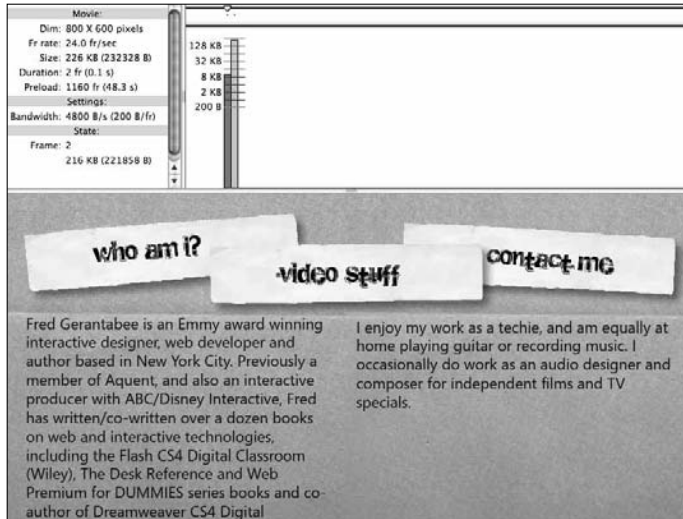 Movie:
Dim: 800 X 600 pixels
Fr rate: 24.0 fr/sec
Size: 226 KB (232328 B)
Duration: 2 fr (0.1 s)
Preload: 1160 fr (48.3 s)
Settings:
Bandwidth: 4800 B/s (200 B/fr)
State:
Frame: 2
216 KB (221858 B)
128 KB
32 KB
8 KB
2 KB
200 B
who am i?
video stuff
contact me
Fred Gerantabee is an Emmy award winning
interactive designer, web developer and
author based in New York City. Previously a
member of Aquent, and also an interactive
producer with ABC/Disney Interactive, Fred
has written/co-written over a dozen books
on web and interactive technologies,
including the Flash CS4 Digital Classroom
(Wiley), The Desk Reference and Web
Premium for DUMMIES series books and co-
author of Dreamweaver CS4 Digital
I enjoy my work as a techie, and am equally at
home playing guitar or recording music. I
occasionally do work as an audio designer and
composer for independent films and TV
specials.